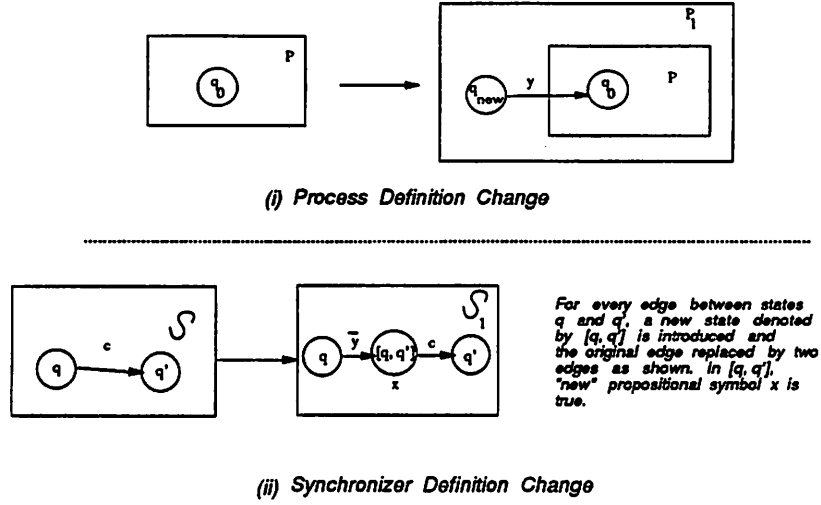 P
q0
P1
qnew
y
q0
P
(i) Process Definition Change
S
q
c
q'
S1
q
y̅
[q, q']
c
q'
x
For every edge between states
q and q', a new state denoted
by [q, q'] is introduced and
the original edge replaced by two
edges as shown. In [q, q'],
"new" propositional symbol x is
true.
(ii) Synchronizer Definition Change